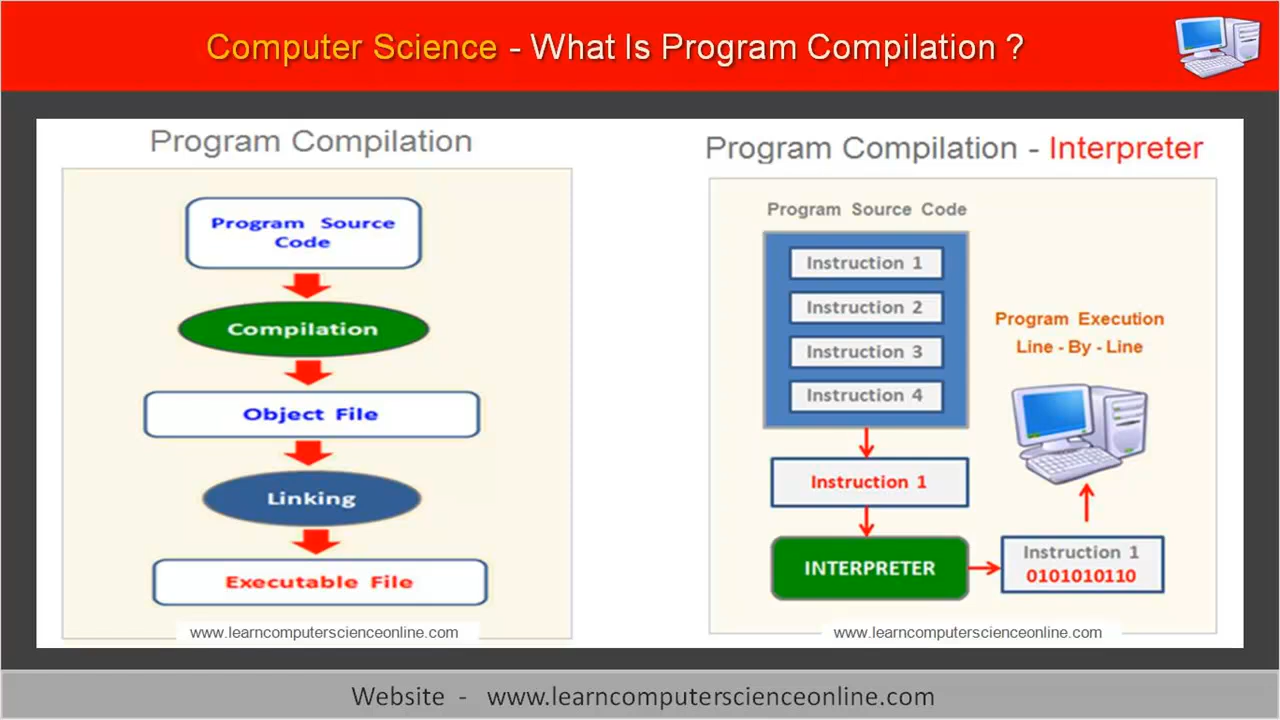 Computer Science - What Is Program Compilation ?
Program Compilation
Program Source
Code
Compilation
Object File
Linking
Executable File
www.learncomputerscienceonline.com
Program Compilation - Interpreter
Program Source Code
Instruction 1
Instruction 2
Instruction 3
Instruction 4
Instruction 1
INTERPRETER
Instruction 1
0101010110
Program Execution
Line - By - Line
www.learncomputerscienceonline.com
Website - www.learncomputerscienceonline.com